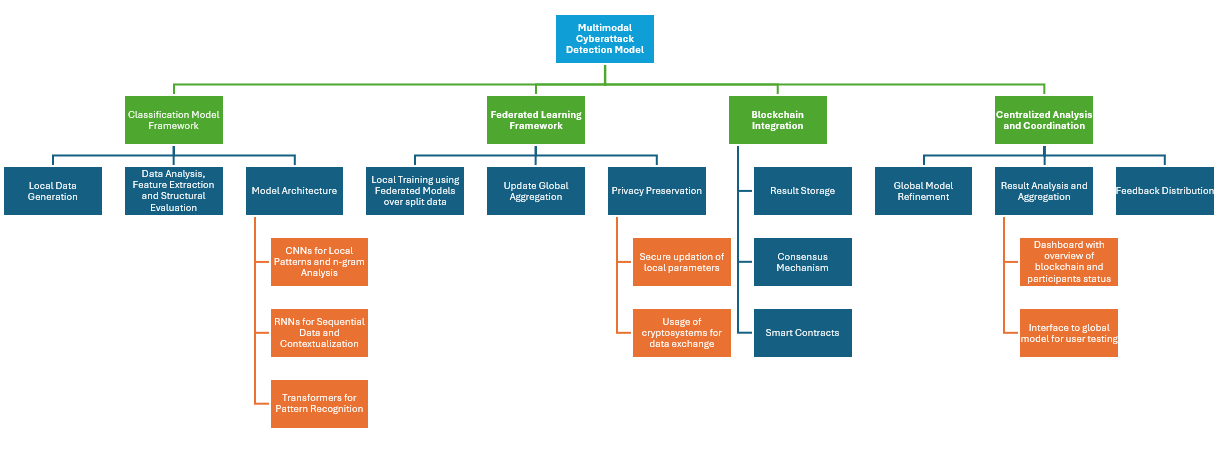 Multimodal
Cyberattack
Detection Model
Classification Model
Framework
Federated Learning
Framework
Blockchain
Integration
Centralized Analysis
and Coordination
Local Data
Generation
Data Analysis,
Feature Extraction
and Structural
Evaluation
Model Architecture
Local Training using
Federated Models
over split data
Update Global
Aggregation
Privacy Preservation
Result Storage
Global Model
Refinement
Result Analysis and
Aggregation
Feedback Distribution
CNNs for Local
Patterns and n-gram
Analysis
Secure updation of
local parameters
Consensus
Mechanism
Dashboard with
overview of
blockchain and
participants status
RNNs for Sequential
Data and
Contextualization
Usage of
cryptosystems for
data exchange
Smart Contracts
Interface to global
model for user testing
Transformers for
Pattern Recognition